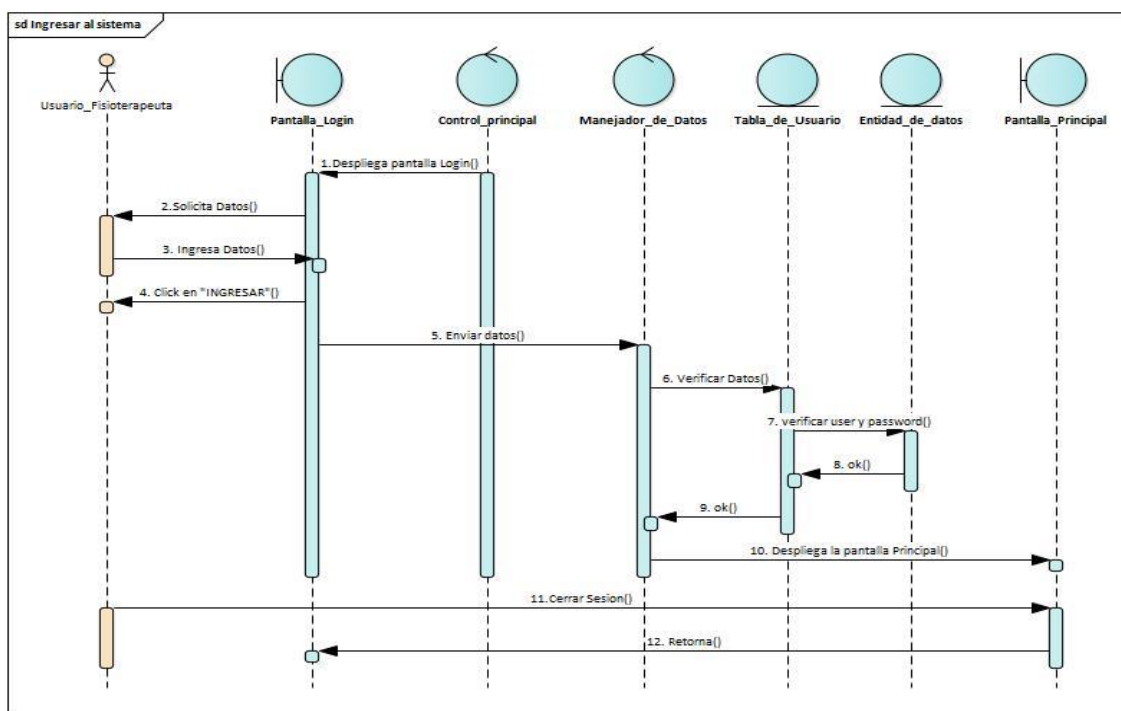 sd Ingresar al sistema
Usuario_Fisioterapeuta
Pantalla_Login
Control_principal
Manejador_de_Datos
Tabla_de_Usuario
Entidad_de_datos
Pantalla_Principal
1.Despliega pantalla Login()
2.Solicita Datos()
3. Ingresa Datos()
4. Click en "INGRESAR"()
5. Enviar datos()
6. Verificar Datos()
7. verificar user y password()
8. ok()
9. ok()
10. Despliega la pantalla Principal()
11.Cerrar Sesion()
12. Retorna()